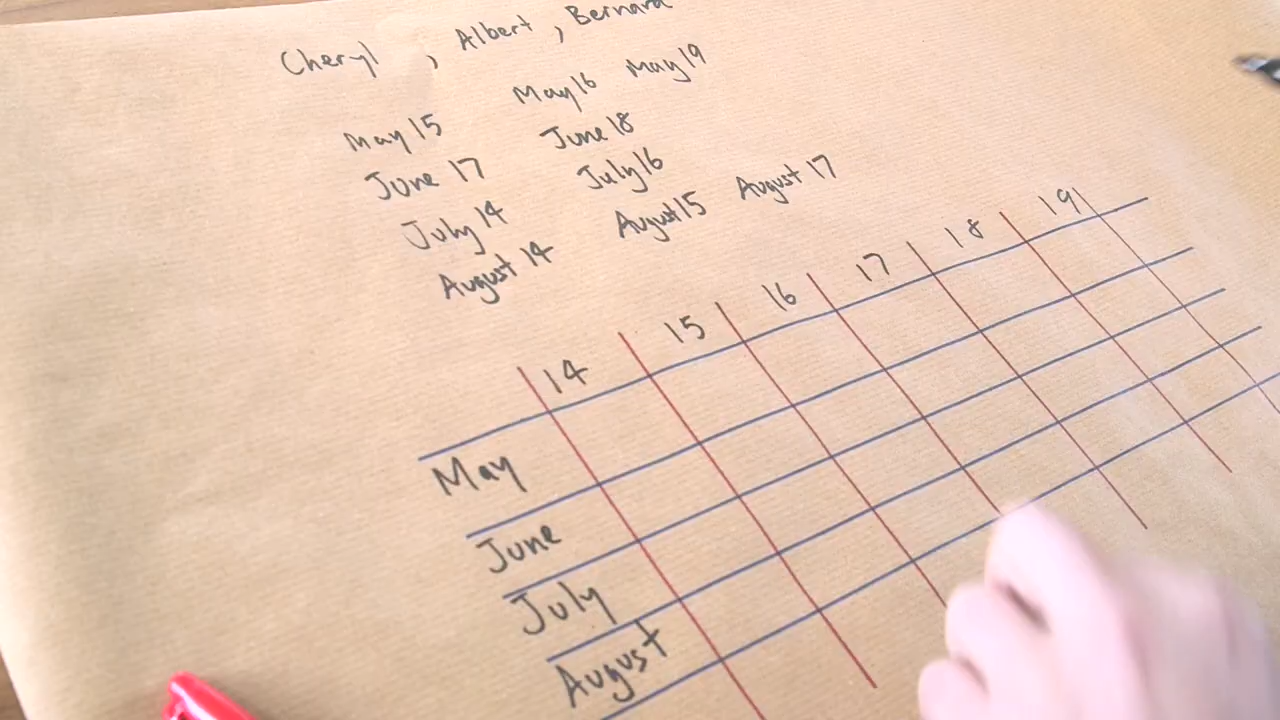 Cheryl, Albert, Bernard
May 15 May 16 May 19
June 17 June 18
July 14 July 16
August 14 August 15 August 17
14 15 16 17 18 19
May
June
July
August